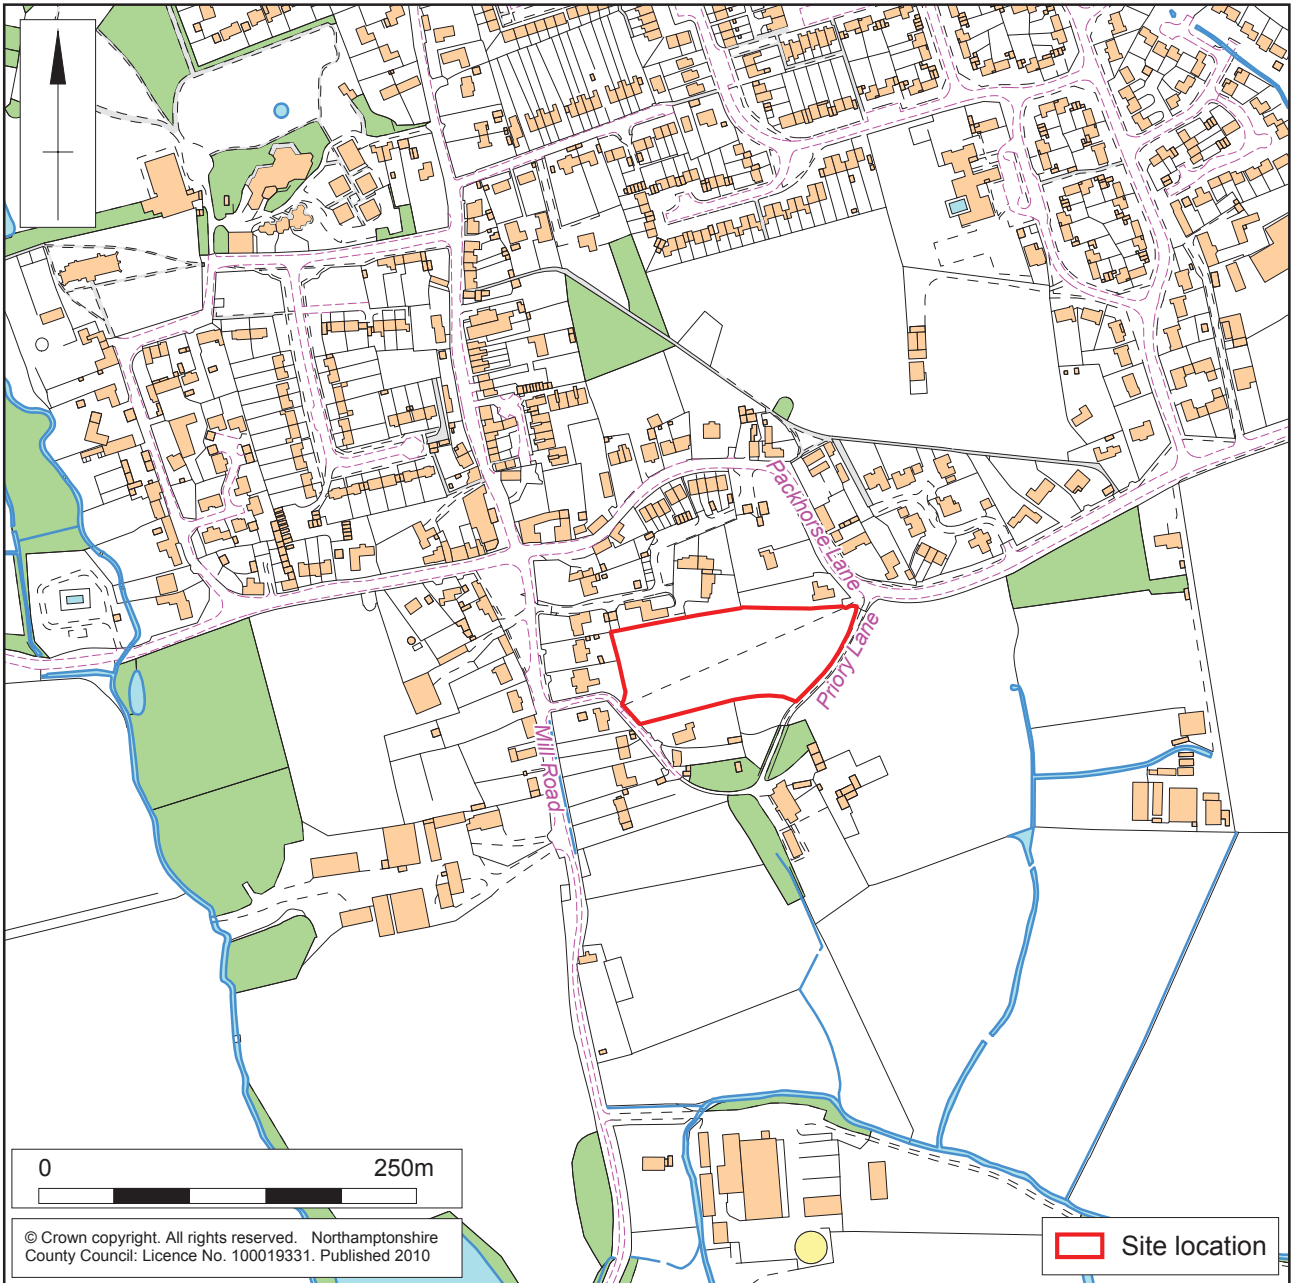 Packhorse Lane
Priory Lane
Mill Road
0 250m
© Crown copyright. All rights reserved. Northamptonshire
County Council: Licence No. 100019331. Published 2010
Site location